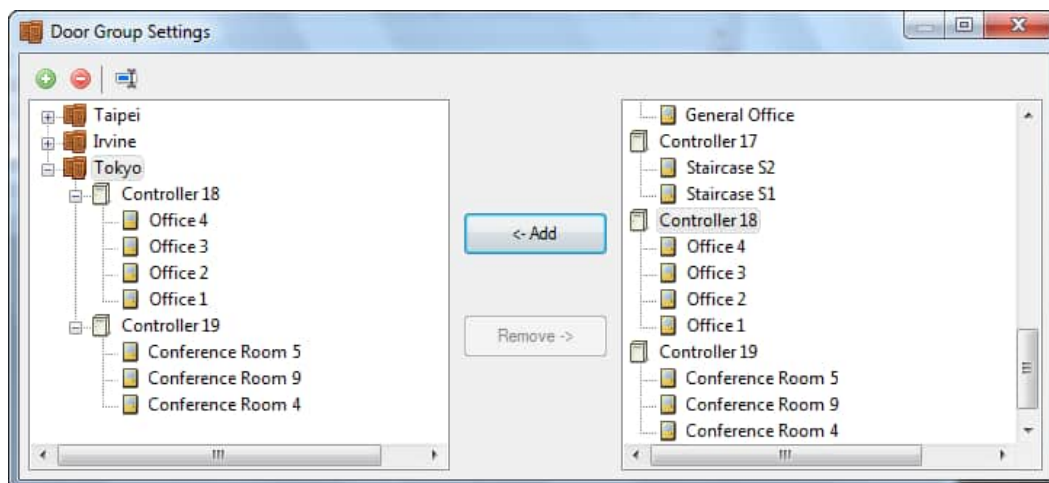 Door Group Settings
Taipei
Irvine
Tokyo
Controller 18
Office 4
Office 3
Office 2
Office 1
Controller 19
Conference Room 5
Conference Room 9
Conference Room 4
<- Add
Remove ->
General Office
Controller 17
Staircase S2
Staircase S1
Controller 18
Office 4
Office 3
Office 2
Office 1
Controller 19
Conference Room 5
Conference Room 9
Conference Room 4